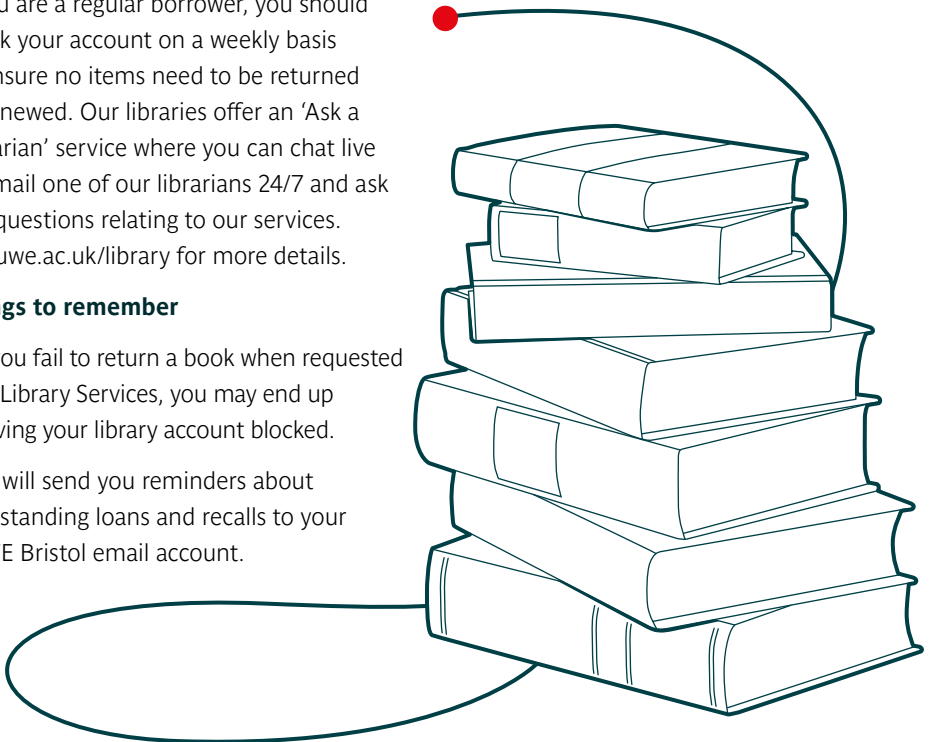 u are a regular borrower, you should
k your account on a weekly basis
nsure no items need to be returned
newed. Our libraries offer an ‘Ask a
arian’ service where you can chat live
mail one of our librarians 24/7 and ask
questions relating to our services.
uwe.ac.uk/library for more details.
gs to remember
you fail to return a book when requested
Library Services, you may end up
ving your library account blocked.
will send you reminders about
standing loans and recalls to your
E Bristol email account.